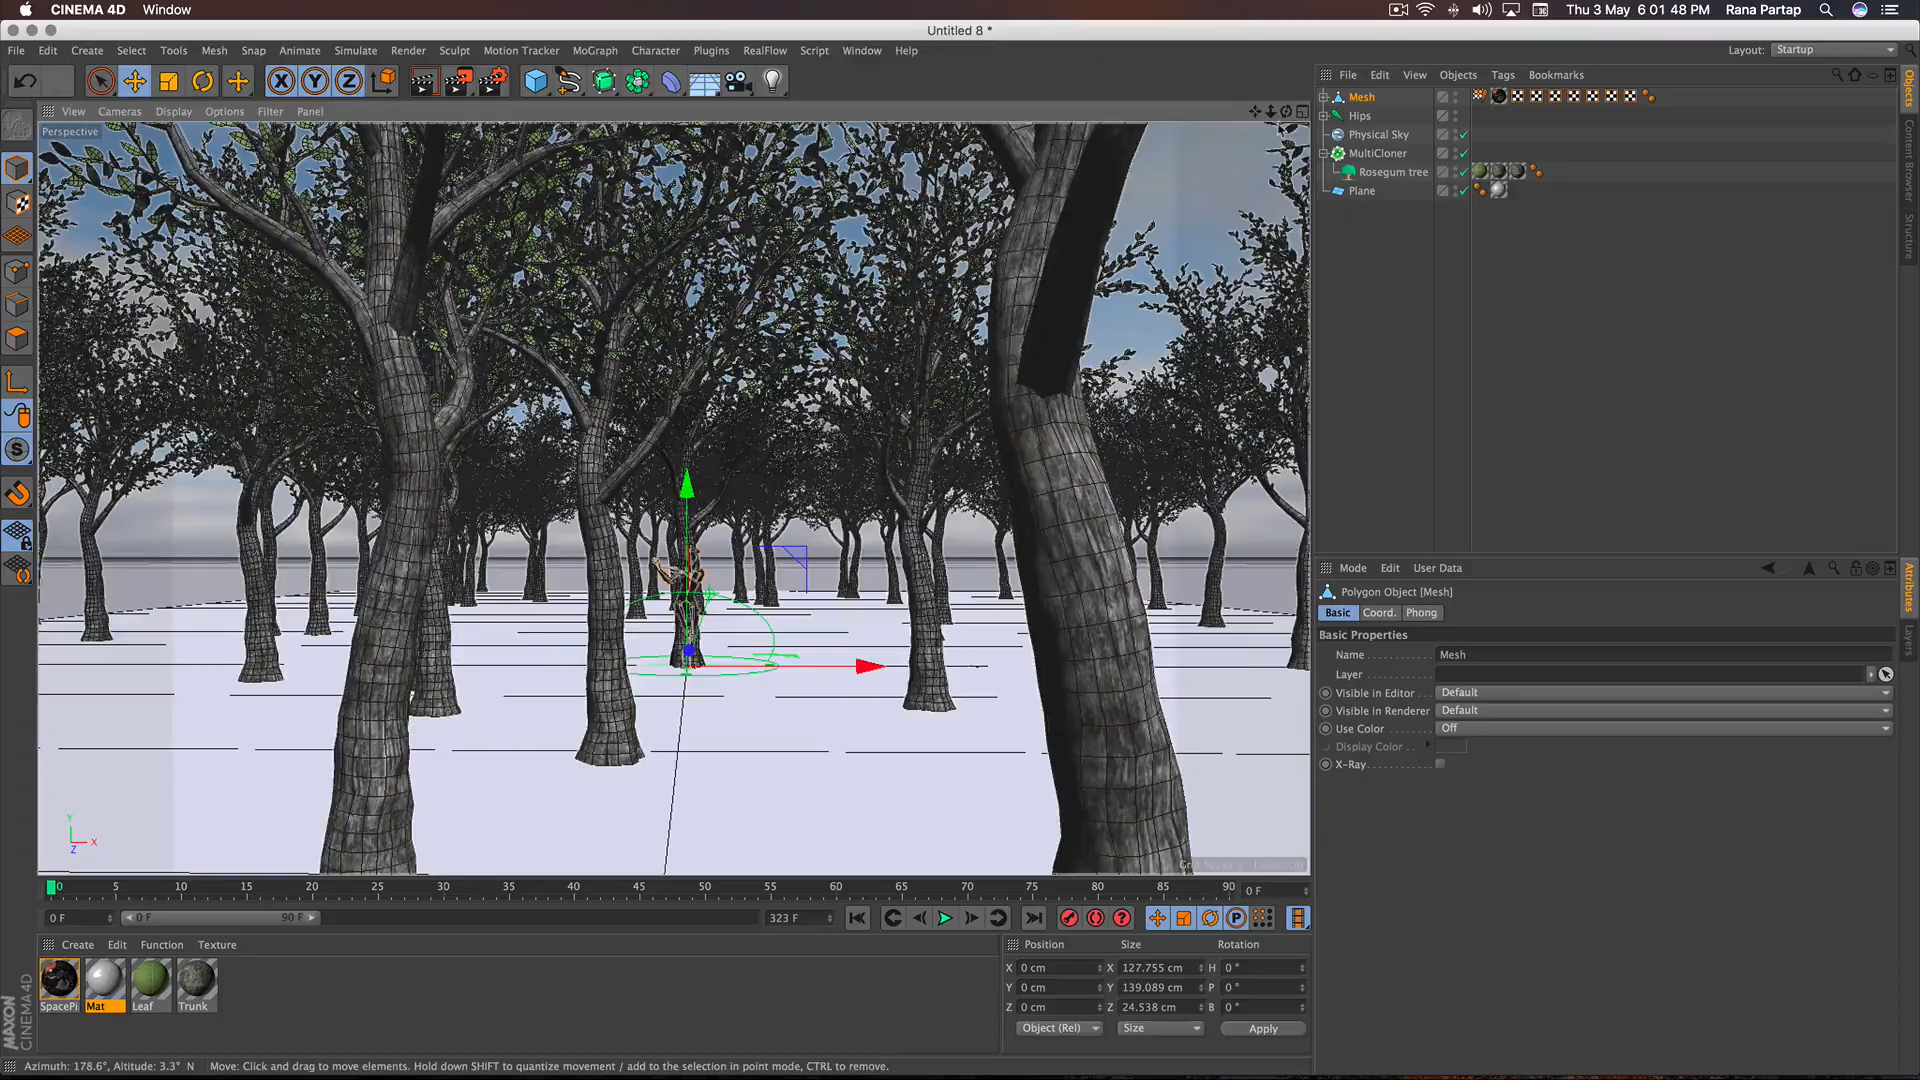 CINEMA 4D Window Thu 3 May 6 01 48 PM Rana Partap
Untitled 8 *
File Edit Create Select Tools Mesh Snap Animate Simulate Render Sculpt Motion Tracker MoGraph Character Plugins RealFlow Script Window Help Layout: Startup
X Y Z
File Edit View Objects Tags Bookmarks
View Cameras Display Options Filter Panel
Perspective
Mesh
Hips
Physical Sky
MultiCloner
Rosegum tree
Plane
Objects
Content Browser
Structure
Mode Edit User Data
Polygon Object [Mesh]
Basic Coord. Phong
Basic Properties
Name Mesh
Layer
Visible in Editor Default
Visible in Renderer Default
Use Color Off
Display Color
X-Ray
Attributes
Layers
Y
X
Z
0 5 10 15 20 25 30 35 40 45 50 55 60 65 70 75 80 85 90 0 F
0 F 0 F 90 F 323 F P
Create Edit Function Texture
SpacePi Mat Leaf Trunk
Position Size Rotation
X 0 cm X 127.755 cm H 0 °
Y 0 cm Y 139.089 cm P 0 °
Z 0 cm Z 24.538 cm B 0 °
Object (Rel) Size Apply
MAXON
CINEMA 4D
Azimuth: 178.6°, Altitude: 3.3° N Move: Click and drag to move elements. Hold down SHIFT to quantize movement / add to the selection in point mode, CTRL to remove.